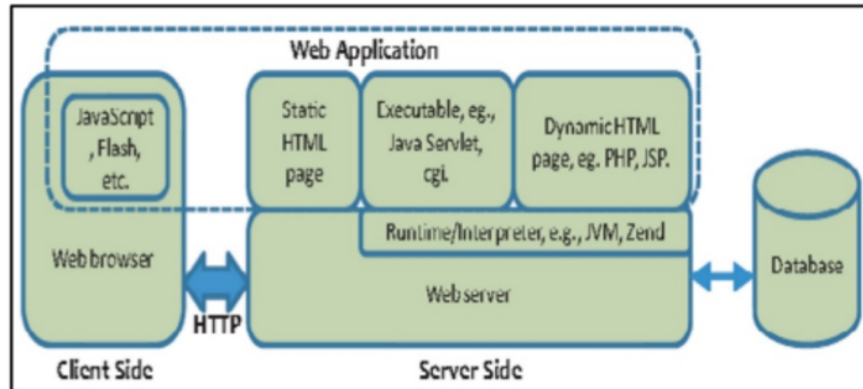 Web Application
JavaScript
, Flash,
etc.
Web browser
Static
HTML
page
Executable, eg.,
Java Servlet,
cgi.
Dynamic HTML
page, eg. PHP, JSP.
Runtime/Interpreter, e.g., JVM, Zend
Web server
Database
HTTP
Client Side
Server Side